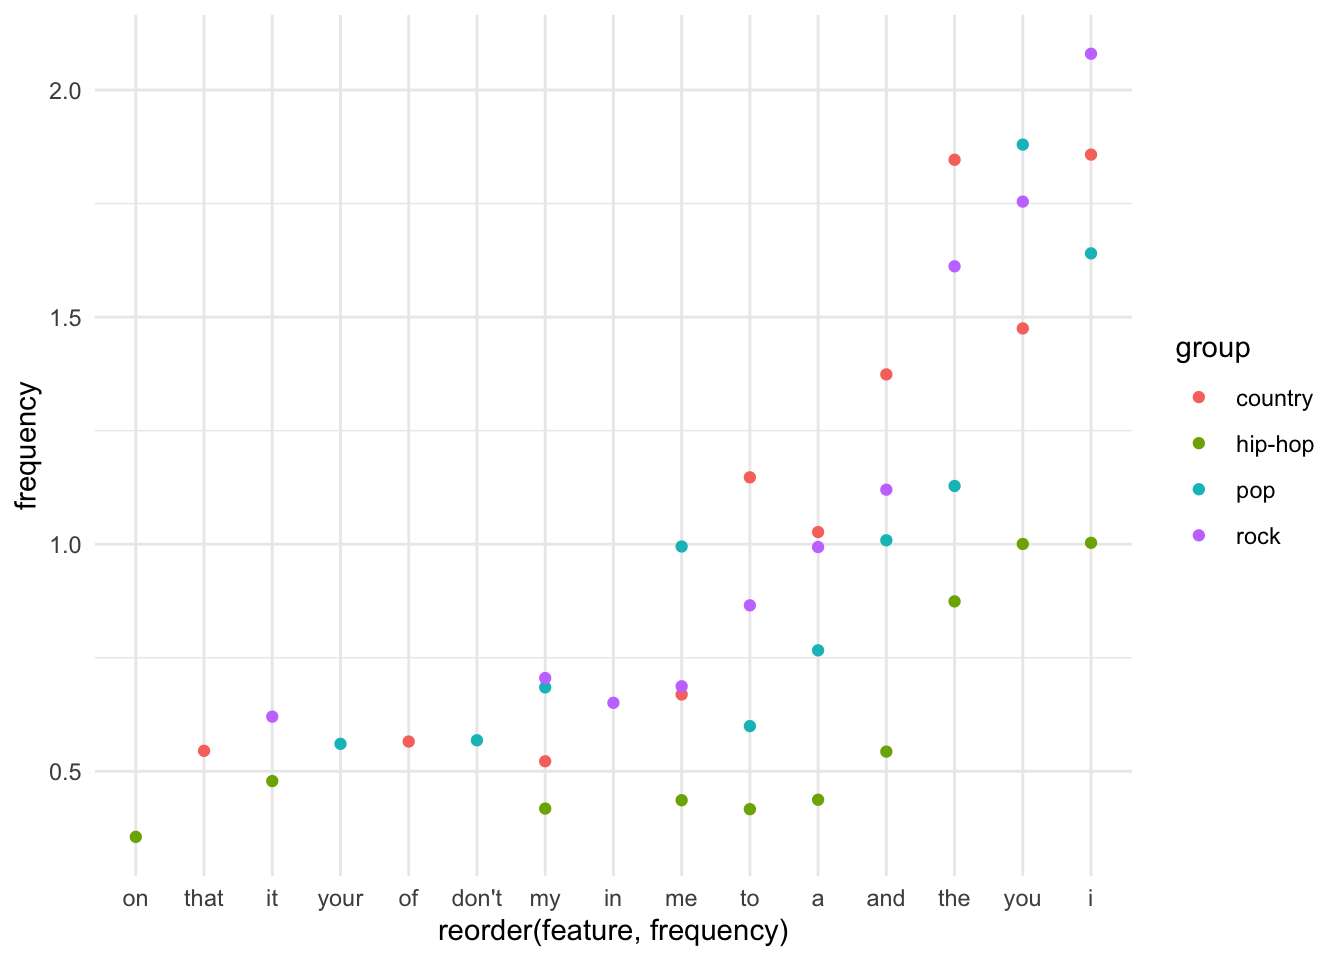 2.0
1.5
1.0
0.5
frequency
on that it your of don't my in me to a and the you i
reorder(feature, frequency)
group
country
hip-hop
pop
rock